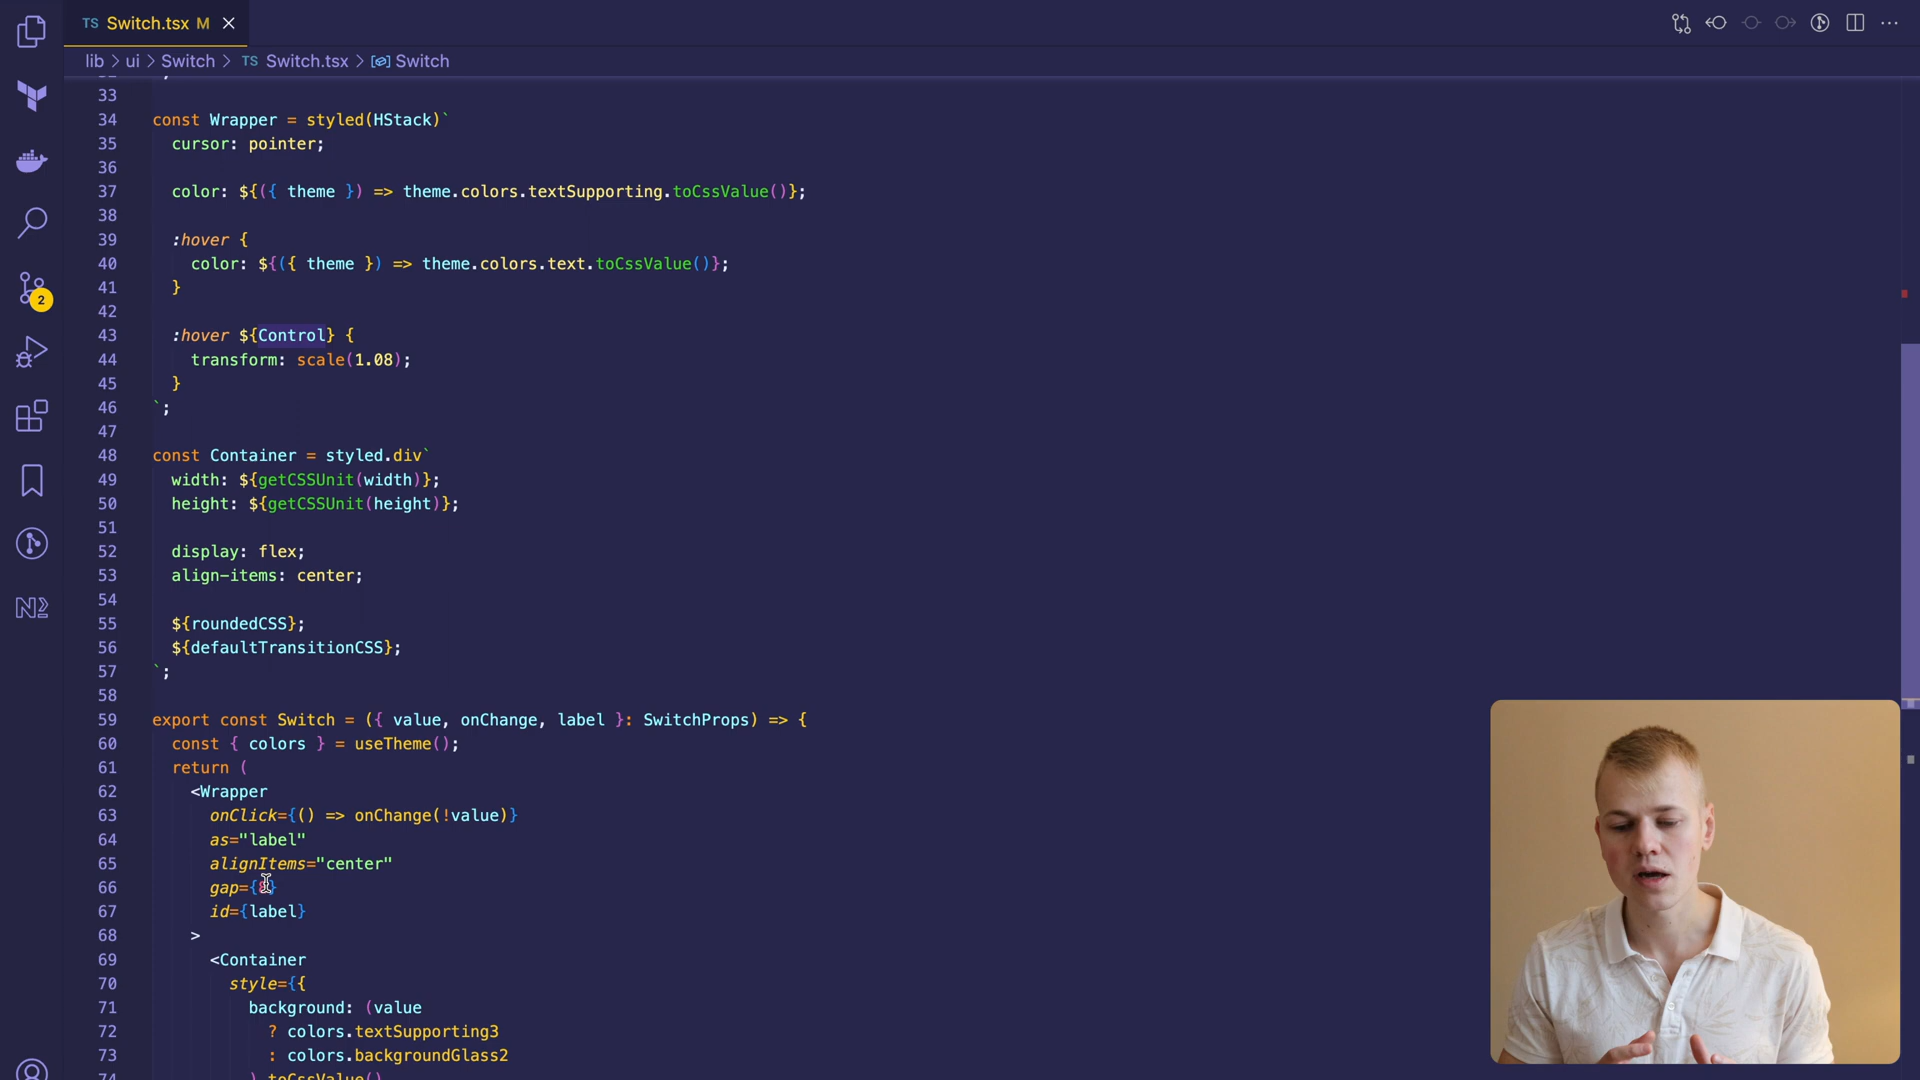 TS Switch.tsx M
lib > ui > Switch > TS Switch.tsx > Switch
33
34 const Wrapper = styled(HStack)`
35 cursor: pointer;
36
37 color: ${({ theme }) => theme.colors.textSupporting.toCssValue()};
38
39 :hover {
40 color: ${({ theme }) => theme.colors.text.toCssValue()};
41 }
42
43 :hover ${Control} {
44 transform: scale(1.08);
45 }
46 `;
47
48 const Container = styled.div`
49 width: ${getCSSUnit(width)};
50 height: ${getCSSUnit(height)};
51
52 display: flex;
53 align-items: center;
54
55 ${roundedCSS};
56 ${defaultTransitionCSS};
57 `;
58
59 export const Switch = ({ value, onChange, label }: SwitchProps) => {
60 const { colors } = useTheme();
61 return (
62 <Wrapper
63 onClick={() => onChange(!value)}
64 as="label"
65 alignItems="center"
66 gap={}
67 id={label}
68 >
69 <Container
70 style={{
71 background: (value
72 ? colors.textSupporting3
73 : colors.backgroundGlass2
74 ).toCssValue()
2